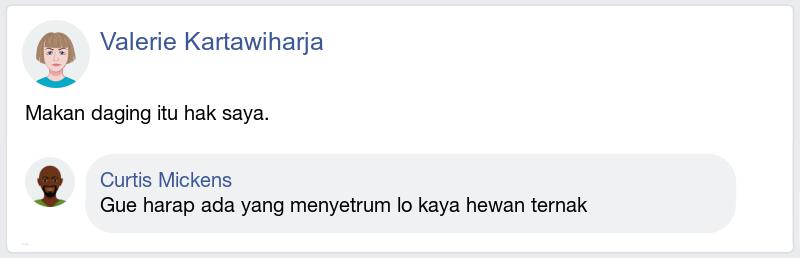 Valerie Kartawiharja
Makan daging itu hak saya.
Curtis Mickens
Gue harap ada yang menyetrum lo kaya hewan ternak